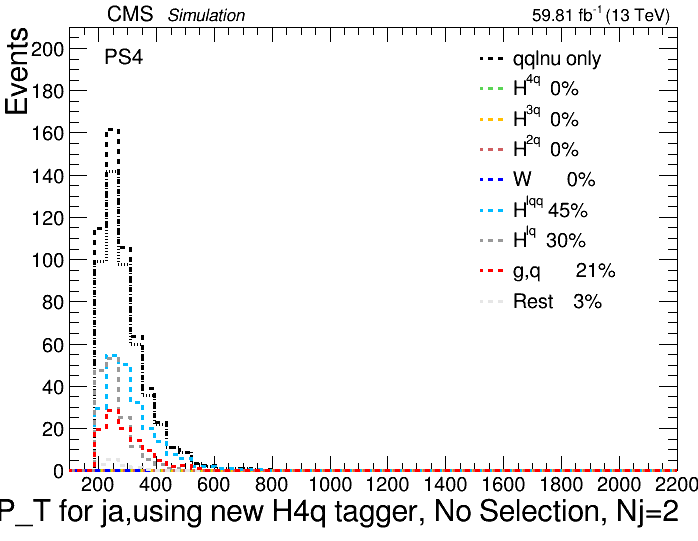 CMS Simulation 59.81 fb-1 (13 TeV)
Events
PS4
200
180
160
140
120
100
80
60
40
20
0
qqlnu only
H4q 0%
H3q 0%
H2q 0%
W 0%
Hlqq 45%
Hlq 30%
g,q 21%
Rest 3%
200 400 600 800 1000 1200 1400 1600 1800 2000 2200
P_T for ja,using new H4q tagger, No Selection, Nj=2